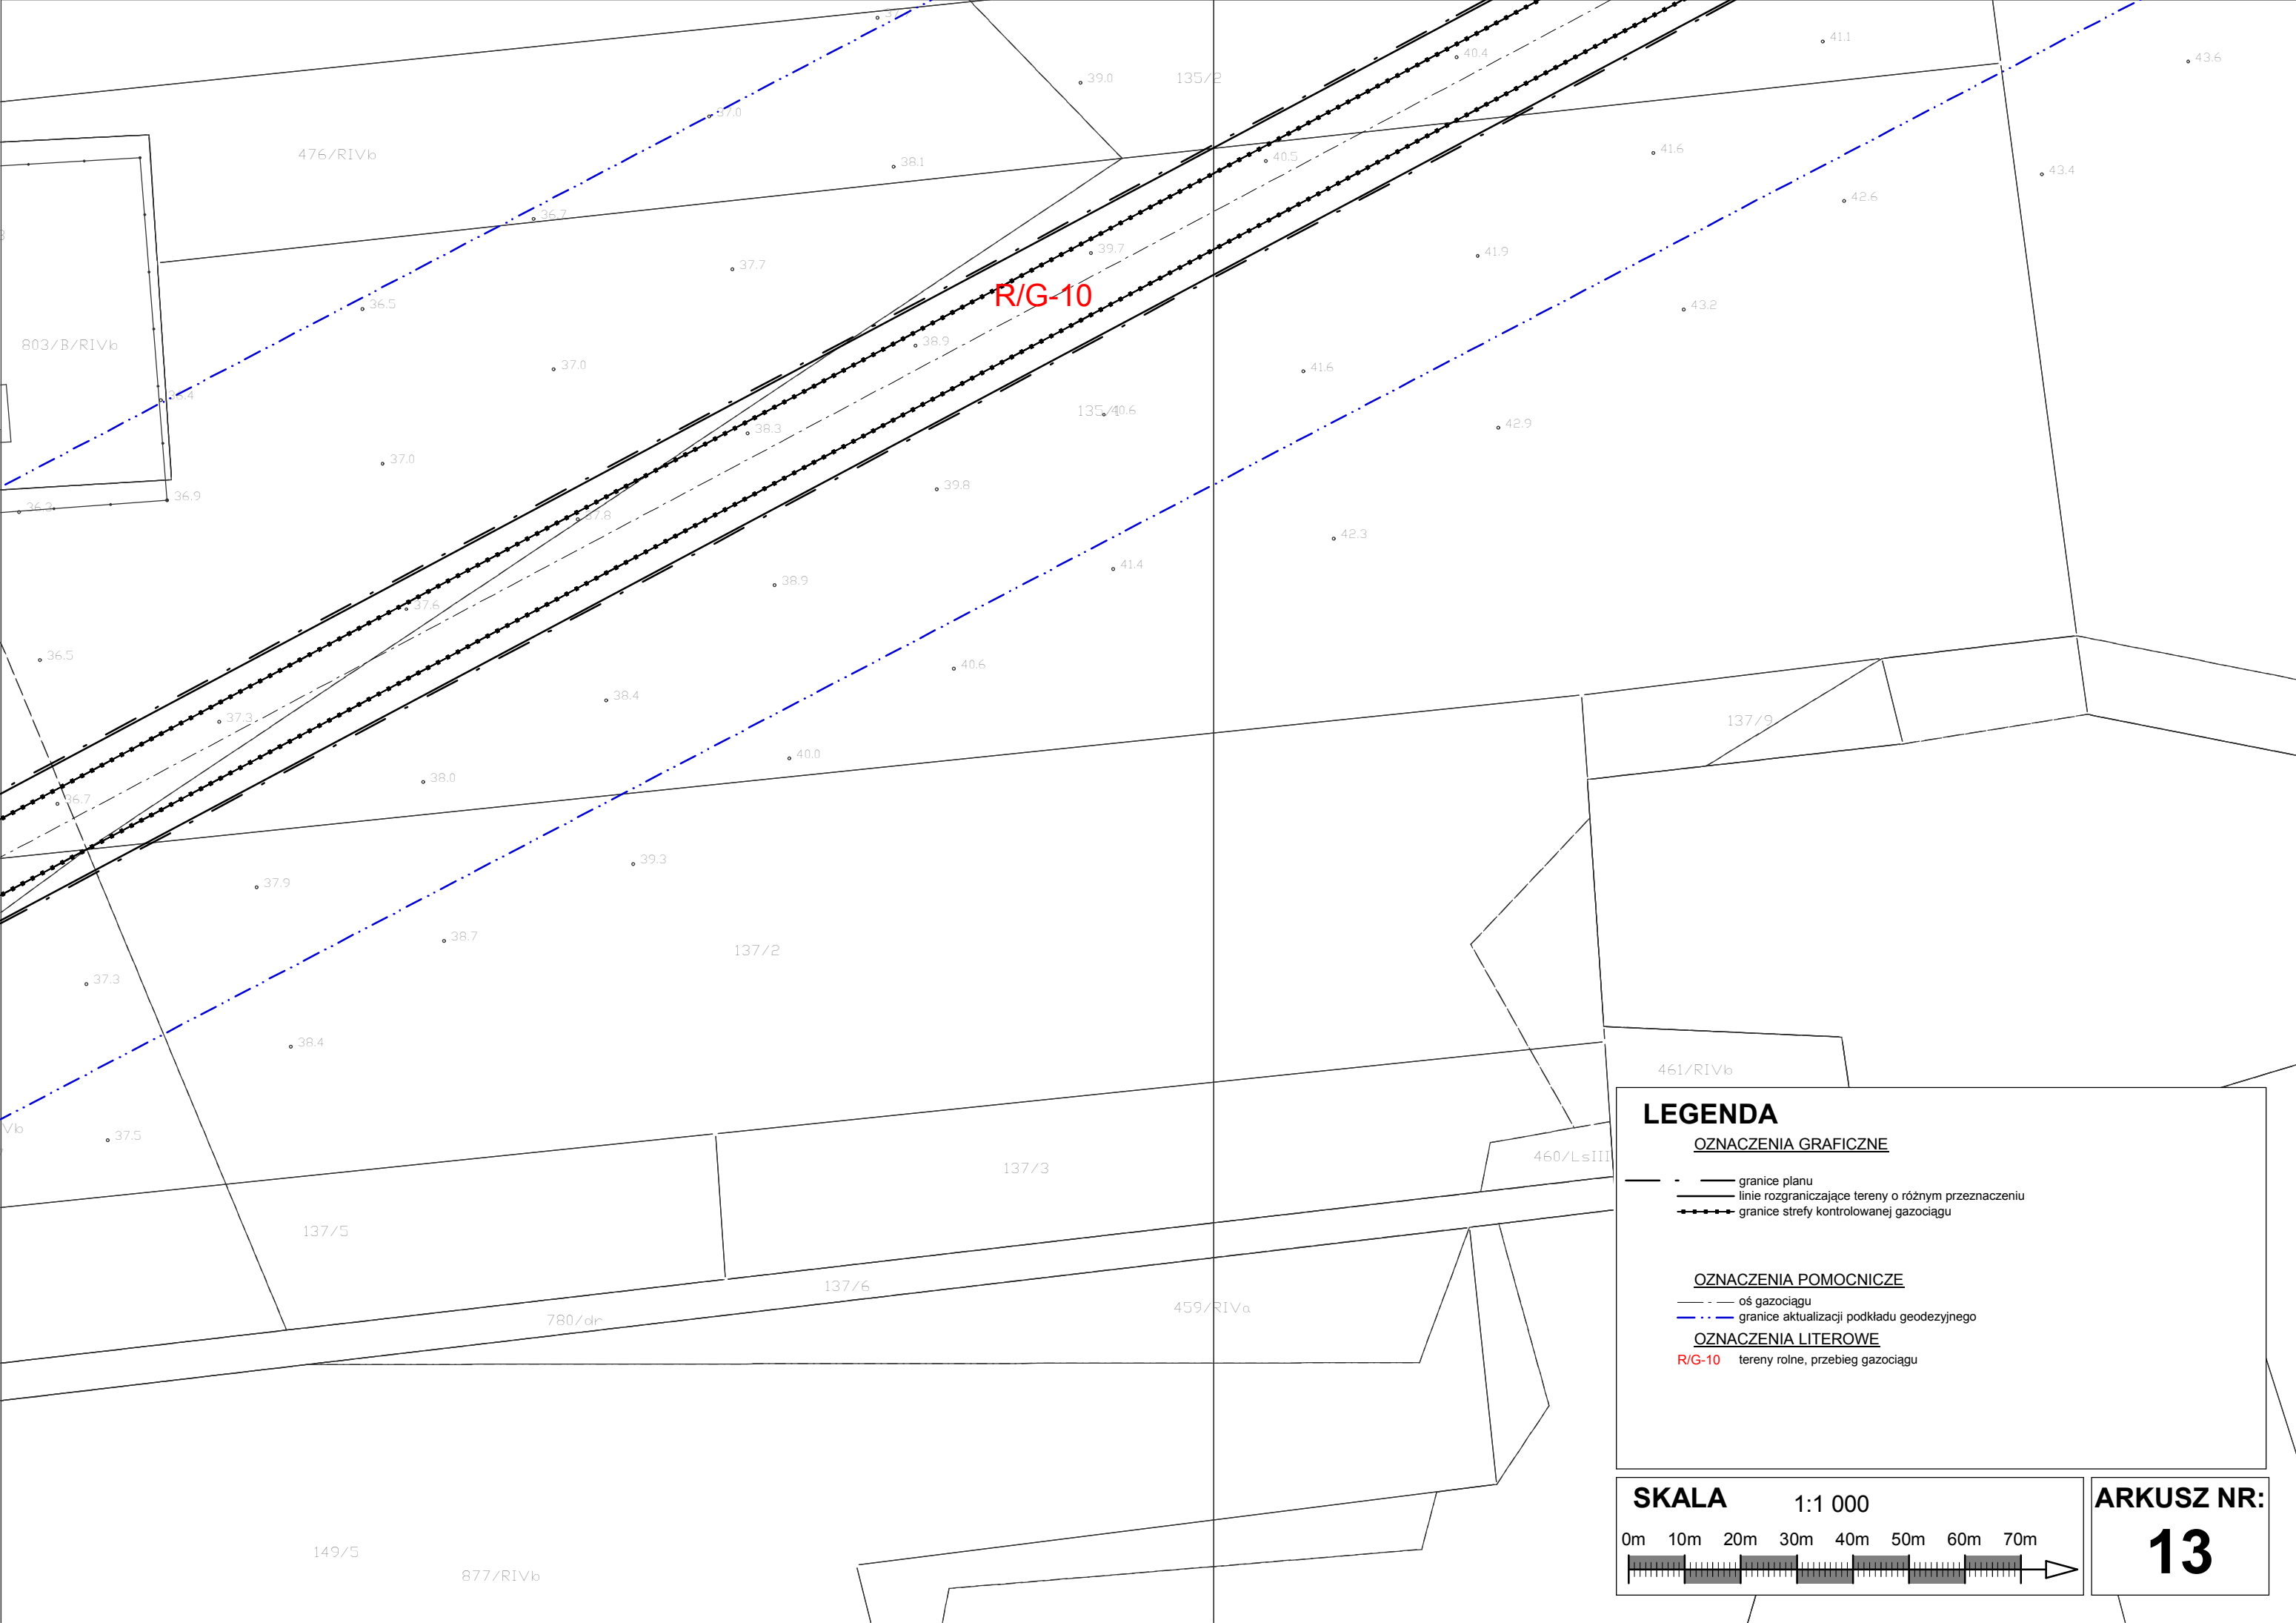 37.0
41.1
43.6
40.4
39.0
135/2
476/RIVb
38.1
40.5
41.6
43.4
42.6
36.7
39.7
41.9
37.7
R/G-10
36.5
43.2
803/B/RIVb
38.9
37.0
41.6
135/4
40.6
42.9
38.3
37.0
36.9
39.8
37.8
42.3
41.4
38.9
37.6
36.5
40.6
38.4
37.3
137/9
40.0
38.0
36.7
39.3
37.9
38.7
137/2
37.3
38.4
461/RIVb
Vb
37.5
460/LsIII
137/3
137/5
137/6
459/RIVa
780/dr
149/5
877/RIVb
LEGENDA
OZNACZENIA GRAFICZNE
granice planu
linie rozgraniczające tereny o różnym przeznaczeniu
granice strefy kontrolowanej gazociągu
OZNACZENIA POMOCNICZE
oś gazociągu
granice aktualizacji podkładu geodezyjnego
OZNACZENIA LITEROWE
R/G-10 tereny rolne, przebieg gazociągu
SKALA 1:1 000
0m 10m 20m 30m 40m 50m 60m 70m
ARKUSZ NR:
13